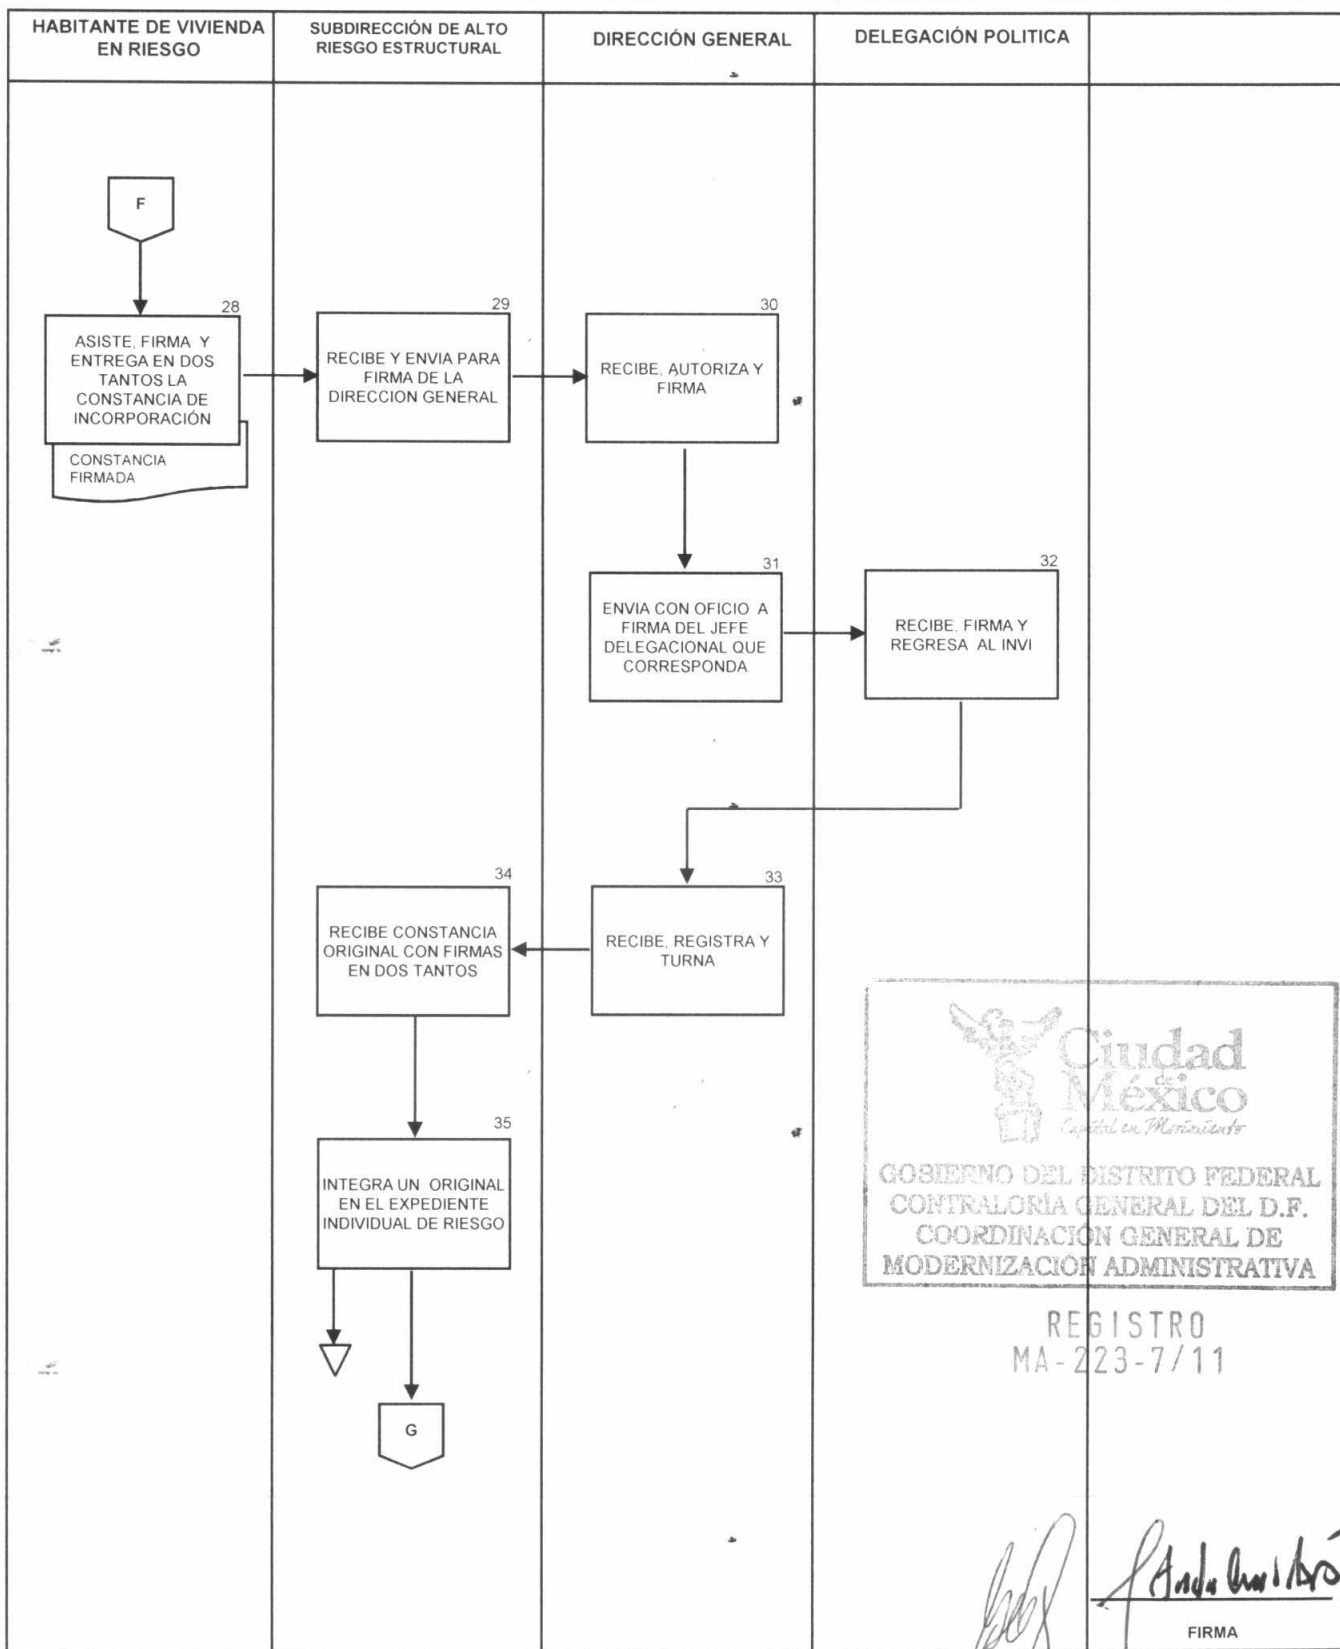 HABITANTE DE VIVIENDA
EN RIESGO
SUBDIRECCIÓN DE ALTO
RIESGO ESTRUCTURAL
DIRECCIÓN GENERAL
DELEGACIÓN POLITICA
F
28
ASISTE, FIRMA Y
ENTREGA EN DOS
TANTOS LA
CONSTANCIA DE
INCORPORACIÓN
CONSTANCIA
FIRMADA
29
RECIBE Y ENVIA PARA
FIRMA DE LA
DIRECCION GENERAL
30
RECIBE, AUTORIZA Y
FIRMA
31
ENVIA CON OFICIO A
FIRMA DEL JEFE
DELEGACIONAL QUE
CORRESPONDA
32
RECIBE, FIRMA Y
REGRESA AL INVI
33
RECIBE, REGISTRA Y
TURNA
34
RECIBE CONSTANCIA
ORIGINAL CON FIRMAS
EN DOS TANTOS
35
INTEGRA UN ORIGINAL
EN EL EXPEDIENTE
INDIVIDUAL DE RIESGO
G
Ciudad
de
México
Capital en Movimiento
GOBIERNO DEL DISTRITO FEDERAL
CONTRALORÍA GENERAL DEL D.F.
COORDINACIÓN GENERAL DE
MODERNIZACIÓN ADMINISTRATIVA
REGISTRO
MA-223-7/11
FIRMA